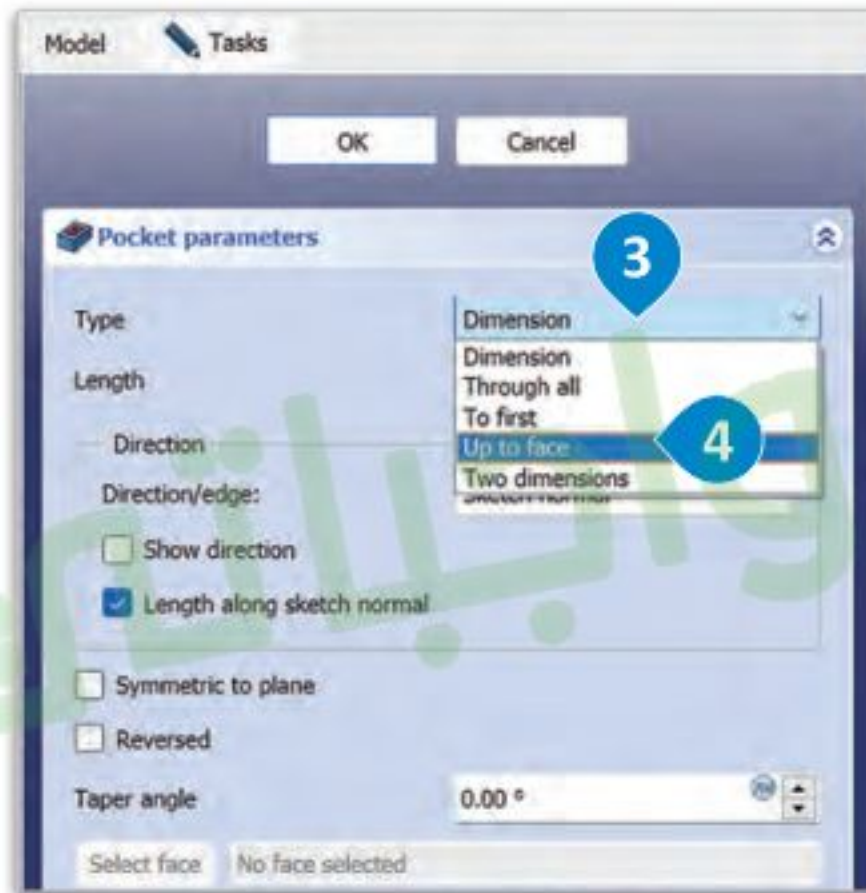 Model Tasks
OK Cancel
Pocket parameters
3
Type Dimension
Dimension
Length Through all
To first
Direction Up to face 4
Two dimensions
Direction/edge: Sketch normal
Show direction
Length along sketch normal
Symmetric to plane
Reversed
Taper angle 0.00 °
Select face No face selected